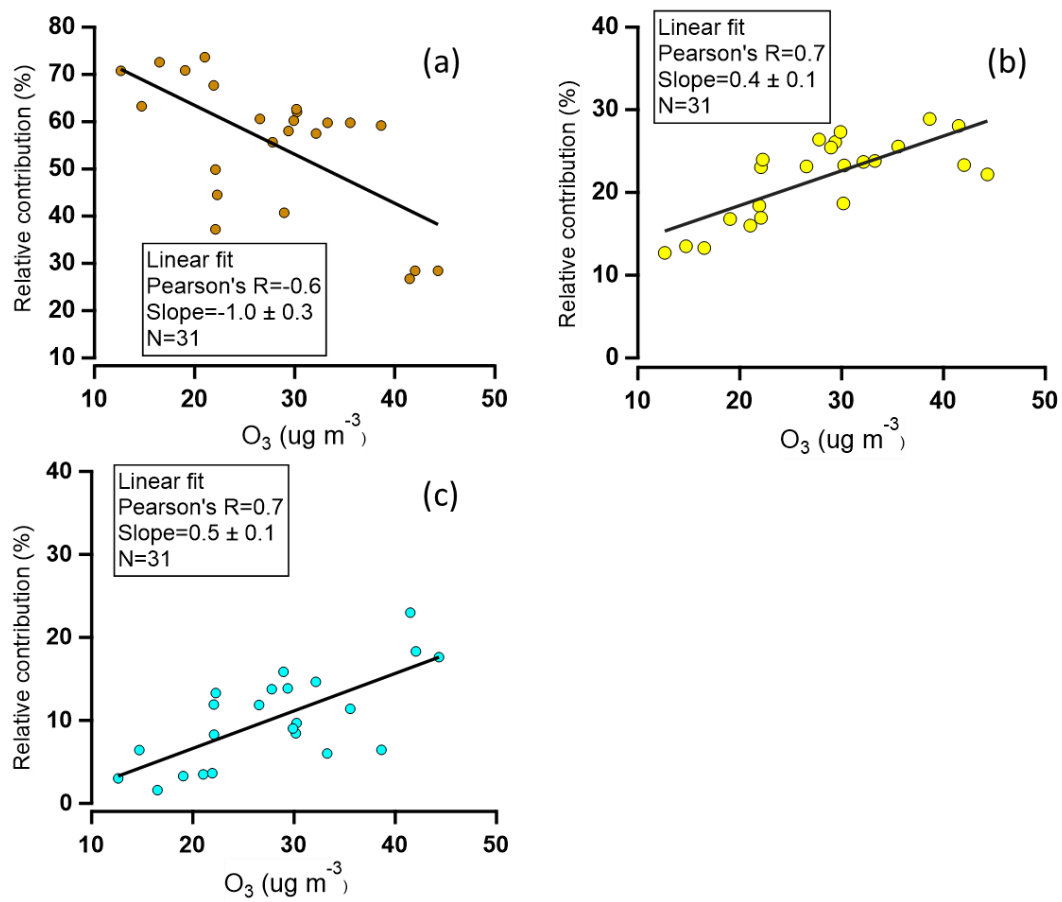 80
70
60
50
40
30
20
10
Relative contribution (%)
(a)
Linear fit
Pearson's R=-0.6
Slope=-1.0 ± 0.3
N=31
10 20 30 40 50
O₃ (ug m⁻³)
40
30
20
10
0
Relative contribution (%)
Linear fit
Pearson's R=0.7
Slope=0.4 ± 0.1
N=31
(b)
10 20 30 40 50
O₃ (ug m⁻³)
40
30
20
10
0
Relative contribution (%)
Linear fit
Pearson's R=0.7
Slope=0.5 ± 0.1
N=31
(c)
10 20 30 40 50
O₃ (ug m⁻³)